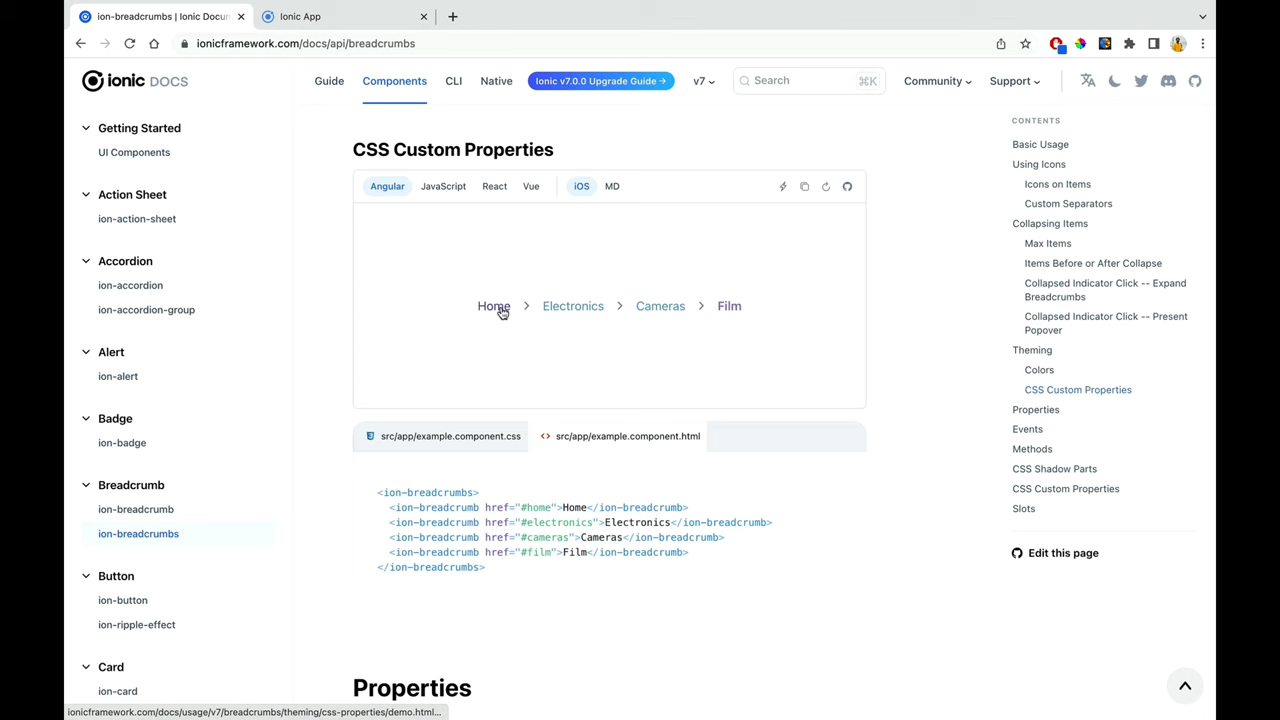 ion-breadcrumbs | Ionic Docum
Ionic App
ionicframework.com/docs/api/breadcrumbs
ionic DOCS
Guide
Components
CLI
Native
Ionic v7.0.0 Upgrade Guide →
v7
Search
⌘K
Community
Support
Getting Started
UI Components
Action Sheet
ion-action-sheet
Accordion
ion-accordion
ion-accordion-group
Alert
ion-alert
Badge
ion-badge
Breadcrumb
ion-breadcrumb
ion-breadcrumbs
Button
ion-button
ion-ripple-effect
Card
ion-card
CSS Custom Properties
Angular JavaScript React Vue iOS MD
Home > Electronics > Cameras > Film
src/app/example.component.css
src/app/example.component.html
<ion-breadcrumbs>
<ion-breadcrumb href="#home">Home</ion-breadcrumb>
<ion-breadcrumb href="#electronics">Electronics</ion-breadcrumb>
<ion-breadcrumb href="#cameras">Cameras</ion-breadcrumb>
<ion-breadcrumb href="#film">Film</ion-breadcrumb>
</ion-breadcrumbs>
Properties
CONTENTS
Basic Usage
Using Icons
Icons on Items
Custom Separators
Collapsing Items
Max Items
Items Before or After Collapse
Collapsed Indicator Click -- Expand
Breadcrumbs
Collapsed Indicator Click -- Present
Popover
Theming
Colors
CSS Custom Properties
Properties
Events
Methods
CSS Shadow Parts
CSS Custom Properties
Slots
Edit this page
ionicframework.com/docs/usage/v7/breadcrumbs/theming/css-properties/demo.html...